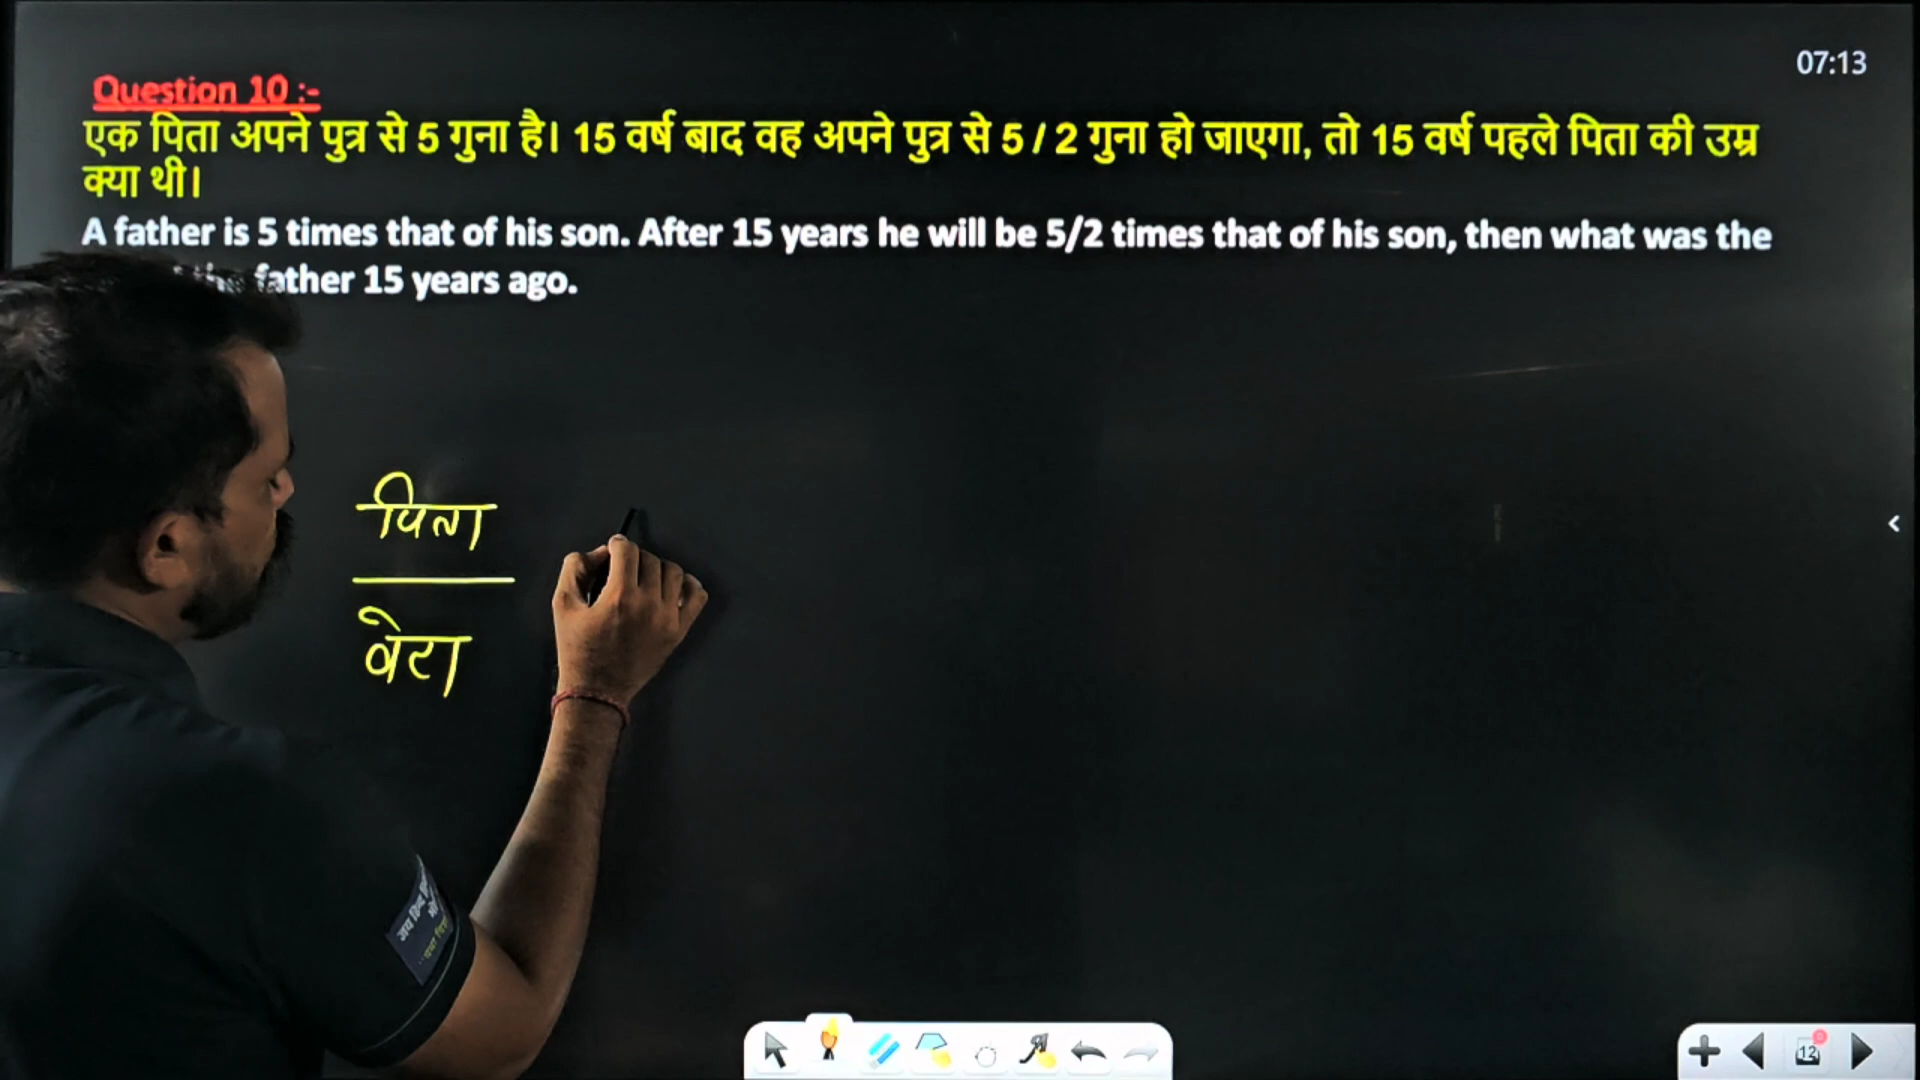 07:13
Question 10 :-
एक पिता अपने पुत्र से 5 गुना है। 15 वर्ष बाद वह अपने पुत्र से 5 / 2 गुना हो जाएगा, तो 15 वर्ष पहले पिता की उम्र
क्या थी।
A father is 5 times that of his son. After 15 years he will be 5/2 times that of his son, then what was the
father 15 years ago.
पिता
बेटा
जय हिन्द
12